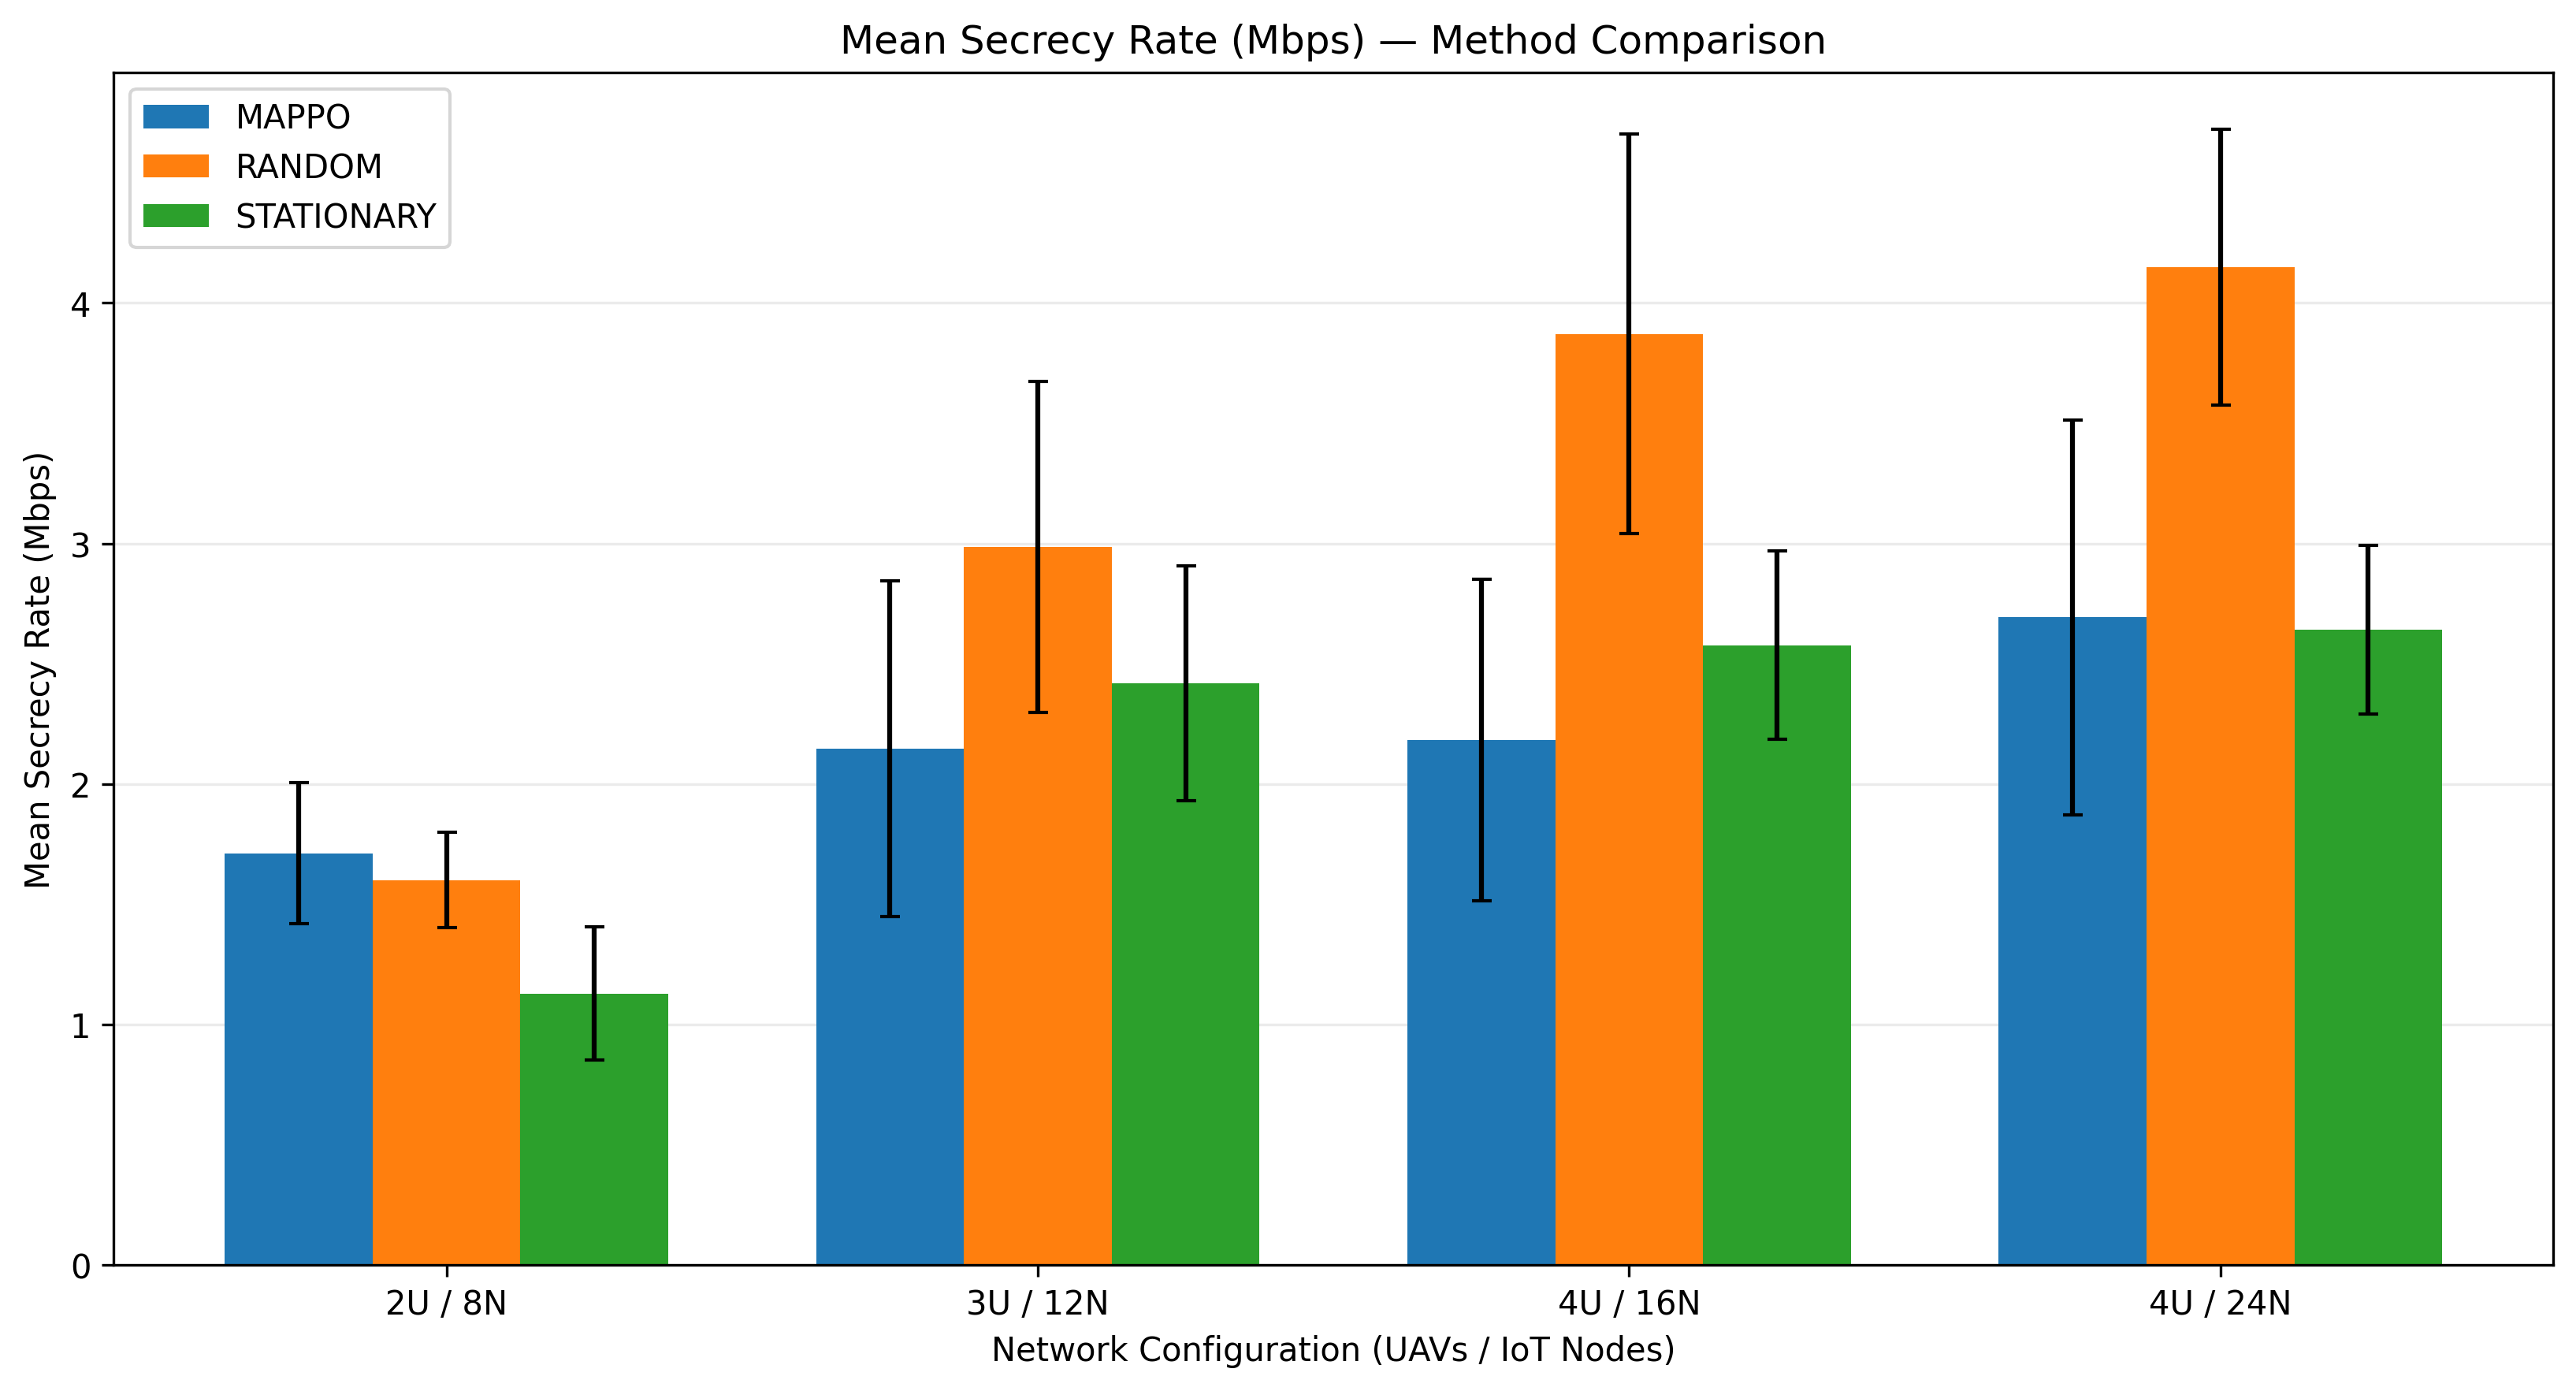 Mean Secrecy Rate (Mbps) — Method Comparison
MAPPO
RANDOM
STATIONARY
Mean Secrecy Rate (Mbps)
4
3
2
1
0
2U / 8N
3U / 12N
4U / 16N
4U / 24N
Network Configuration (UAVs / IoT Nodes)